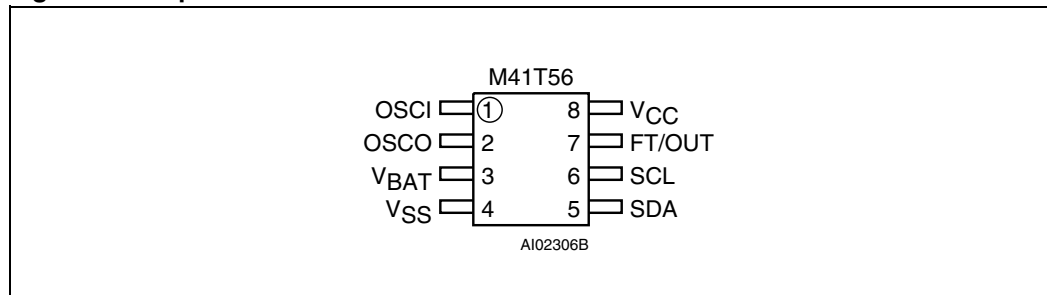 M41T56
OSCI 1 8 VCC
OSCO 2 7 FT/OUT
VBAT 3 6 SCL
VSS 4 5 SDA
AI02306B